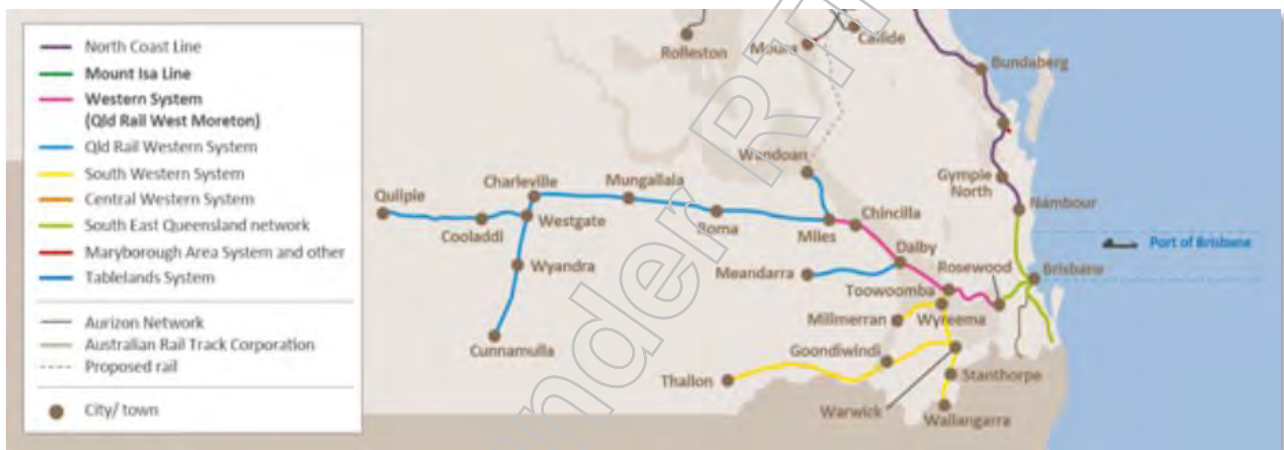 North Coast Line
Mount Isa Line
Western System
(Qld Rail West Moreton)
Qld Rail Western System
South Western System
Central Western System
South East Queensland network
Maryborough Area System and other
Tablelands System
Aurizon Network
Australian Rail Track Corporation
Proposed rail
City/ town
Rolleston
Moura
Callide
Bundaberg
Wandoan
Gympie
North
Nambour
Quilpie
Charleville
Mungallala
Chincilla
Cooladdi
Westgate
Roma
Miles
Dalby
Port of Brisbane
Wyandra
Meandarra
Rosewood
Brisbane
Toowoomba
Millmerran
Wyreema
Cunnamulla
Goondiwindi
Thallon
Stanthorpe
Warwick
Wallangarra